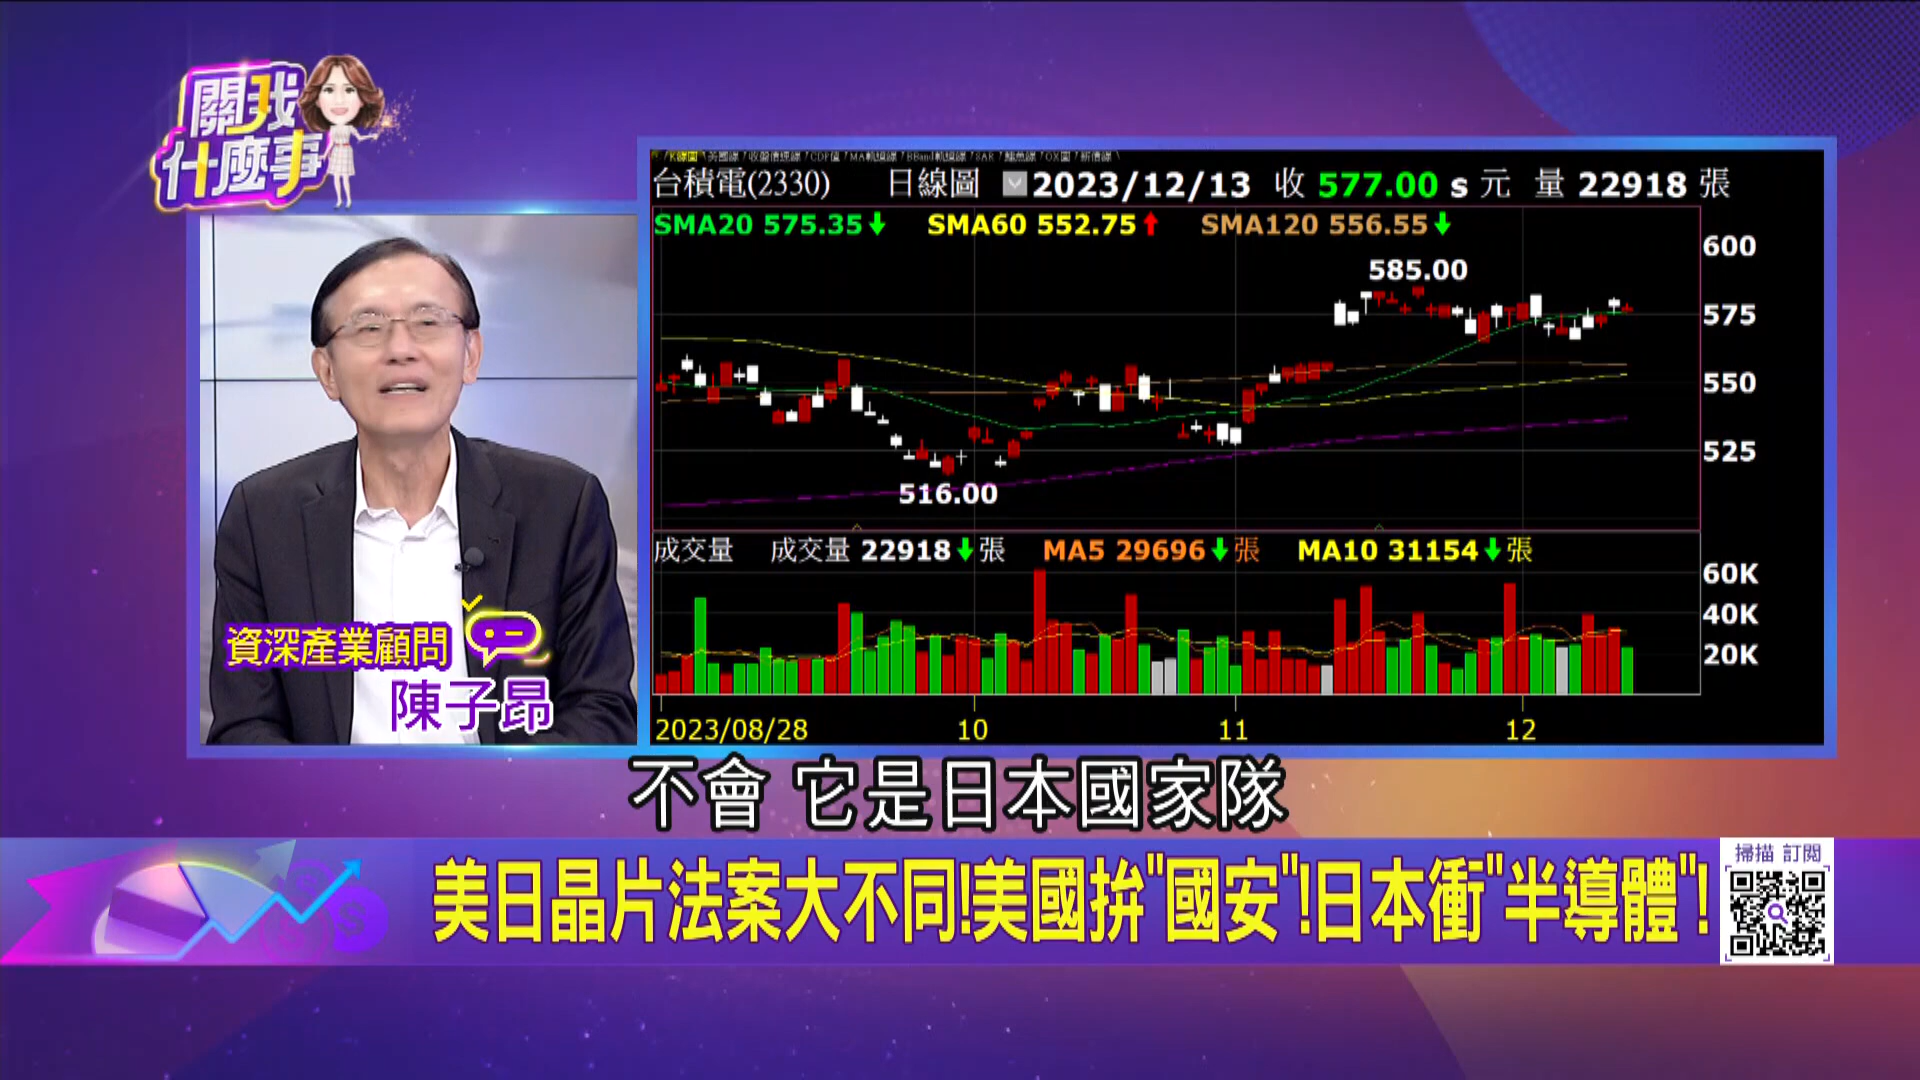 關我
什麼事
K線圖
台積電(2330) 日線圖 2023/12/13 收 577.00 s 元 量 22918 張
SMA20 575.35↓ SMA60 552.75↑ SMA120 556.55↓
600
585.00
575
550
525
516.00
成交量 成交量 22918↓張 MA5 29696↓張 MA10 31154↓張
60K
40K
20K
2023/08/28 10 11 12
資深產業顧問
陳子昂
不會 它是日本國家隊
掃描 訂閱
美日晶片法案大不同!美國拚"國安"!日本衝"半導體"!